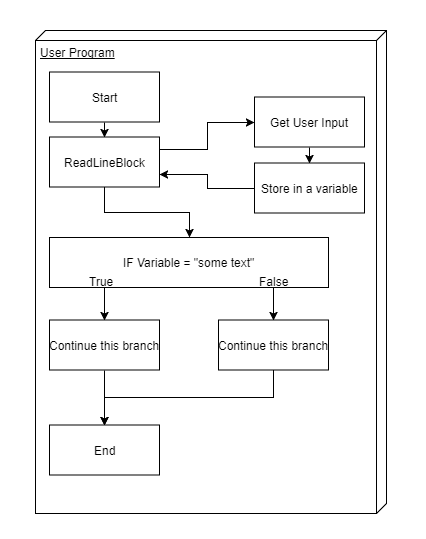 User Program
Start
Get User Input
ReadLineBlock
Store in a variable
IF Variable = "some text"
True
False
Continue this branch
Continue this branch
End